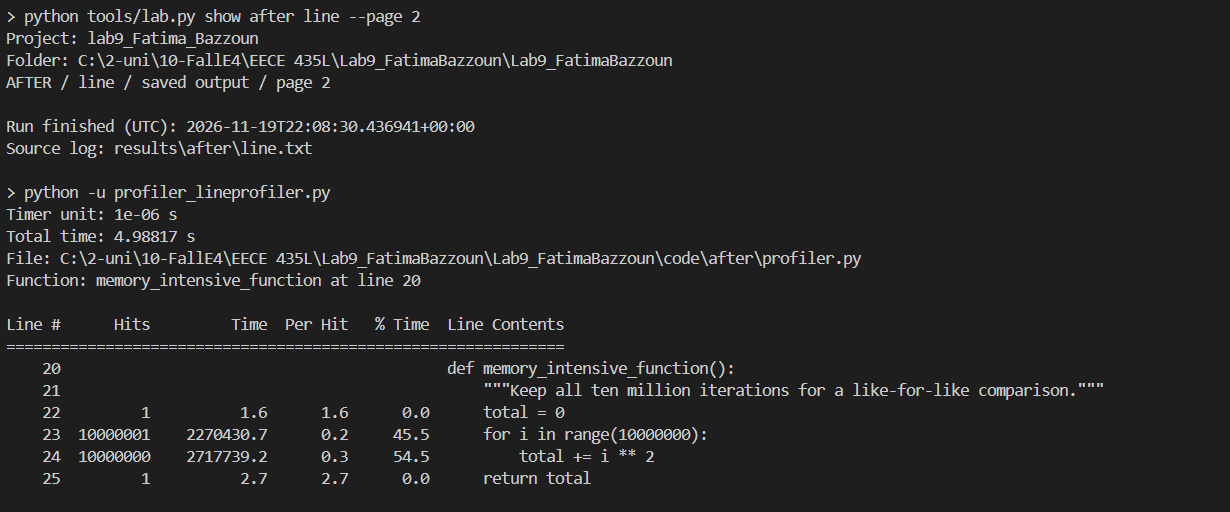 > python tools/lab.py show after line --page 2
Project: lab9_Fatima_Bazzoun
Folder: C:\2-uni\10-FallE4\EECE 435L\Lab9_FatimaBazzoun\Lab9_FatimaBazzoun
AFTER / line / saved output / page 2

Run finished (UTC): 2026-11-19T22:08:30.436941+00:00
Source log: results\after\line.txt

> python -u profiler_lineprofiler.py
Timer unit: 1e-06 s
Total time: 4.98817 s
File: C:\2-uni\10-FallE4\EECE 435L\Lab9_FatimaBazzoun\Lab9_FatimaBazzoun\code\after\profiler.py
Function: memory_intensive_function at line 20

Line #      Hits         Time  Per Hit   % Time  Line Contents
==============================================================
    20                                           def memory_intensive_function():
    21                                               """Keep all ten million iterations for a like-for-like comparison."""
    22         1          1.6      1.6      0.0      total = 0
    23  10000001    2270430.7      0.2     45.5      for i in range(10000000):
    24  10000000    2717739.2      0.3     54.5          total += i ** 2
    25         1          2.7      2.7      0.0      return total